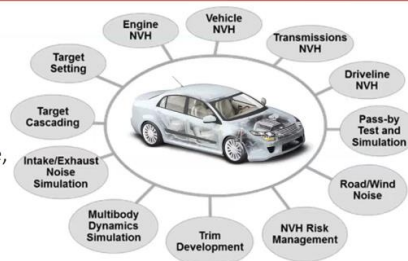 Vehicle
NVH
Engine
NVH
Transmissions
NVH
Target
Setting
Driveline
NVH
Target
Cascading
Pass-by
Test and
Simulation
Intake/Exhaust
Noise
Simulation
Road/Wind
Noise
Multibody
Dynamics
Simulation
Trim
Development
NVH Risk
Management